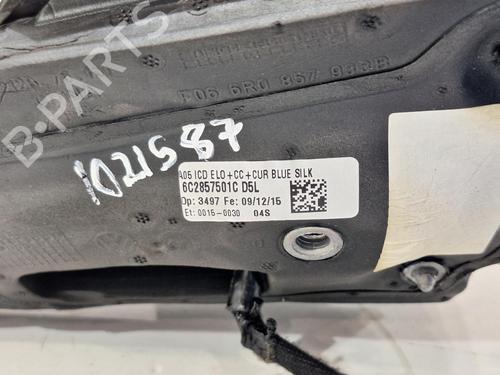 B-PARTS
F06 6R0 857 933B
1021587
A05 ICD ELO+CC+CUR BLUE SILK
6C2857501C D5L
Op: 3497 Fe: 09/12/15
Et: 0015-0030 04S